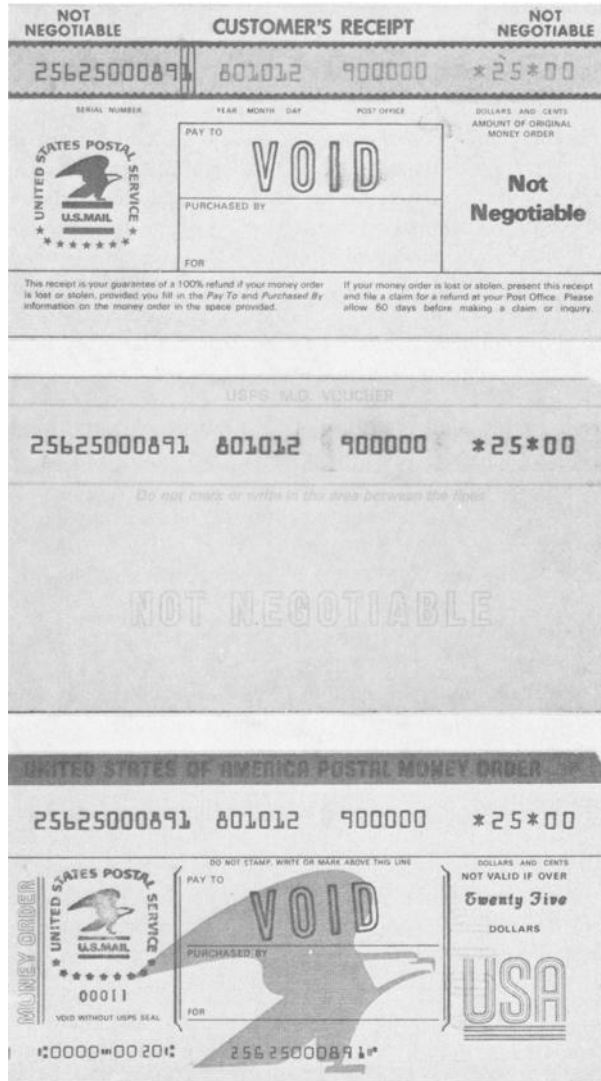 NOT NEGOTIABLE
CUSTOMER'S RECEIPT
NOT NEGOTIABLE
25625000891 801012 900000 *25*00
SERIAL NUMBER YEAR MONTH DAY POST OFFICE DOLLARS AND CENTS
AMOUNT OF ORIGINAL
MONEY ORDER
UNITED STATES POSTAL SERVICE
U.S.MAIL
PAY TO
VOID
PURCHASED BY
FOR
Not
Negotiable
This receipt is your guarantee of a 100% refund if your money order
is lost or stolen, provided you fill in the Pay To and Purchased By
information on the money order in the space provided.
If your money order is lost or stolen, present this receipt
and file a claim for a refund at your Post Office. Please
allow 60 days before making a claim or inquiry.
USPS M.O. VOUCHER
25625000891 801012 900000 *25*00
Do not mark or write in the area between the lines
NOT NEGOTIABLE
UNITED STATES OF AMERICA POSTAL MONEY ORDER
25625000891 801012 900000 *25*00
DO NOT STAMP, WRITE OR MARK ABOVE THIS LINE
DOLLARS AND CENTS
MONEY ORDER
UNITED STATES POSTAL SERVICE
U.S.MAIL
00011
VOID WITHOUT USPS SEAL
PAY TO
VOID
PURCHASED BY
FOR
NOT VALID IF OVER
Twenty Five
DOLLARS
USA
⑆0000⑉0020⑆ 25625000891⑈